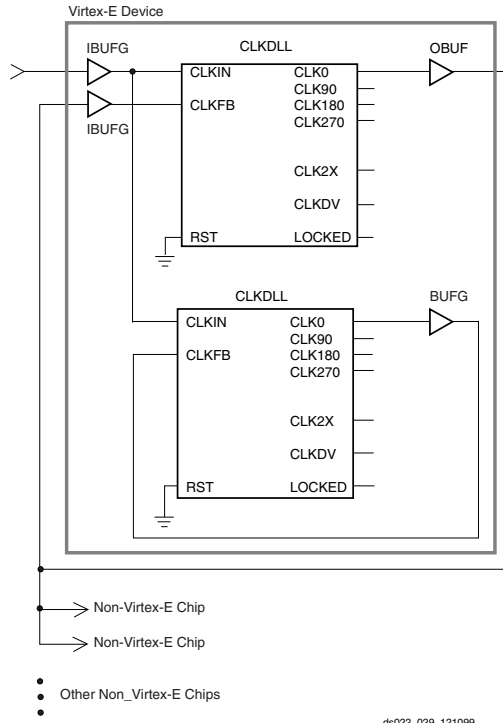 Virtex-E Device
IBUFG
CLKDLL
OBUF
CLKIN
CLK0
CLK90
CLKFB
CLK180
CLK270
IBUFG
CLK2X
CLKDV
RST
LOCKED
CLKDLL
BUFG
CLKIN
CLK0
CLK90
CLKFB
CLK180
CLK270
CLK2X
CLKDV
RST
LOCKED
Non-Virtex-E Chip
Non-Virtex-E Chip
Other Non_Virtex-E Chips
ds022_029_121099